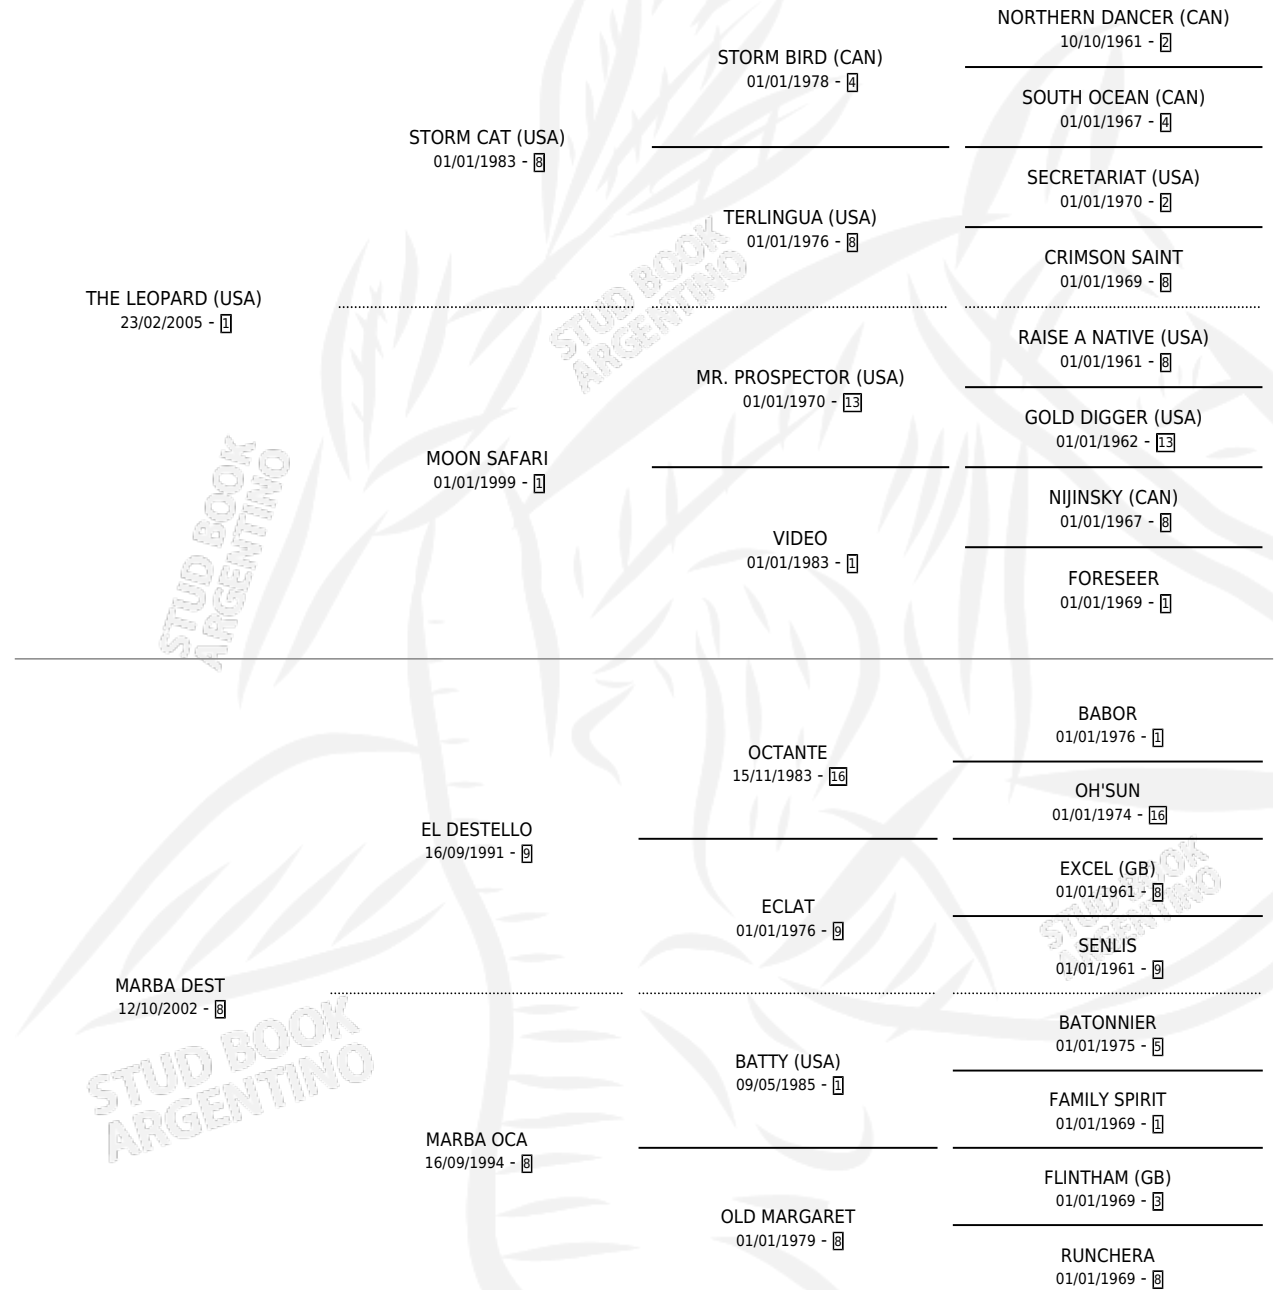 NORTHERN DANCER (CAN)
10/10/1961 - 2
STORM BIRD (CAN)
01/01/1978 - 4
SOUTH OCEAN (CAN)
01/01/1967 - 4
STORM CAT (USA)
01/01/1983 - 8
SECRETARIAT (USA)
01/01/1970 - 2
TERLINGUA (USA)
01/01/1976 - 8
CRIMSON SAINT
01/01/1969 - 8
THE LEOPARD (USA)
23/02/2005 - 1
STUD BOOK
ARGENTINO
RAISE A NATIVE (USA)
01/01/1961 - 8
MR. PROSPECTOR (USA)
01/01/1970 - 13
GOLD DIGGER (USA)
01/01/1962 - 13
MOON SAFARI
01/01/1999 - 1
NIJINSKY (CAN)
01/01/1967 - 8
VIDEO
01/01/1983 - 1
FORESEER
01/01/1969 - 1
STUD BOOK
ARGENTINO
BABOR
01/01/1976 - 1
OCTANTE
15/11/1983 - 16
OH'SUN
01/01/1974 - 16
EL DESTELLO
16/09/1991 - 9
EXCEL (GB)
01/01/1961 - 8
ECLAT
01/01/1976 - 9
SENLIS
01/01/1961 - 9
STUD BOOK
ARGENTINO
MARBA DEST
12/10/2002 - 8
BATONNIER
01/01/1975 - 5
BATTY (USA)
09/05/1985 - 1
FAMILY SPIRIT
01/01/1969 - 1
STUD BOOK
ARGENTINO
MARBA OCA
16/09/1994 - 8
FLINTHAM (GB)
01/01/1969 - 3
OLD MARGARET
01/01/1979 - 8
RUNCHERA
01/01/1969 - 8